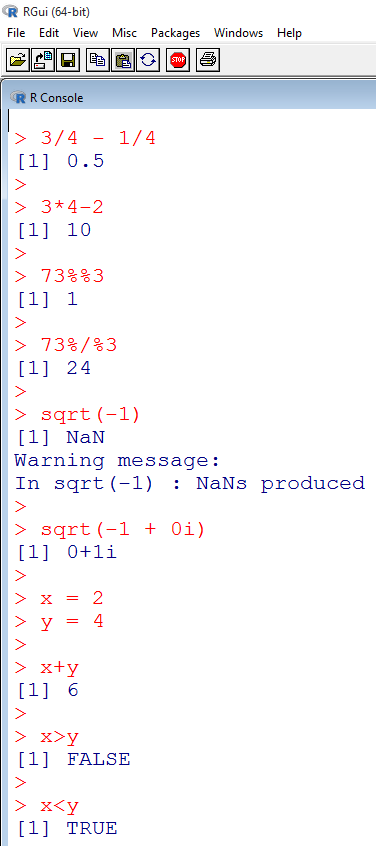 RGui (64-bit)
File Edit View Misc Packages Windows Help
STOP
R Console
> 3/4 - 1/4
[1] 0.5
>
> 3*4-2
[1] 10
>
> 73%%3
[1] 1
>
> 73%/%3
[1] 24
>
> sqrt(-1)
[1] NaN
Warning message:
In sqrt(-1) : NaNs produced
>
> sqrt(-1 + 0i)
[1] 0+1i
>
> x = 2
> y = 4
>
> x+y
[1] 6
>
> x>y
[1] FALSE
>
> x<y
[1] TRUE